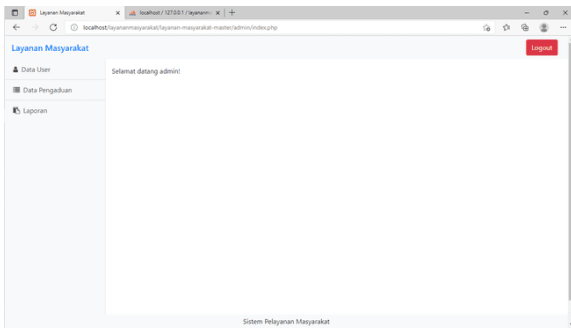 Layanan Masyarakat
localhost / 127.0.0.1 / layananm
localhost/layananmasyarakat/layanan-masyarakat-master/admin/index.php
Layanan Masyarakat
Logout
Data User
Selamat datang admin!
Data Pengaduan
Laporan
Sistem Pelayanan Masyarakat